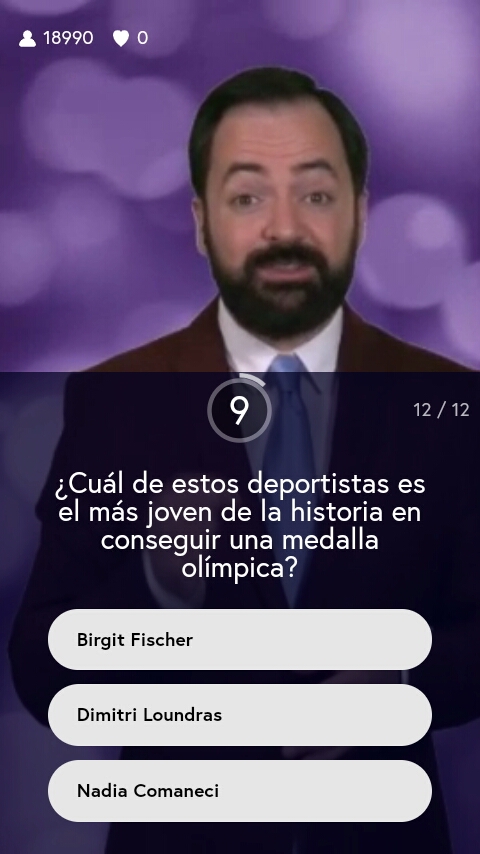 18990 0
9
12 / 12
¿Cuál de estos deportistas es
el más joven de la historia en
conseguir una medalla
olímpica?
Birgit Fischer
Dimitri Loundras
Nadia Comaneci